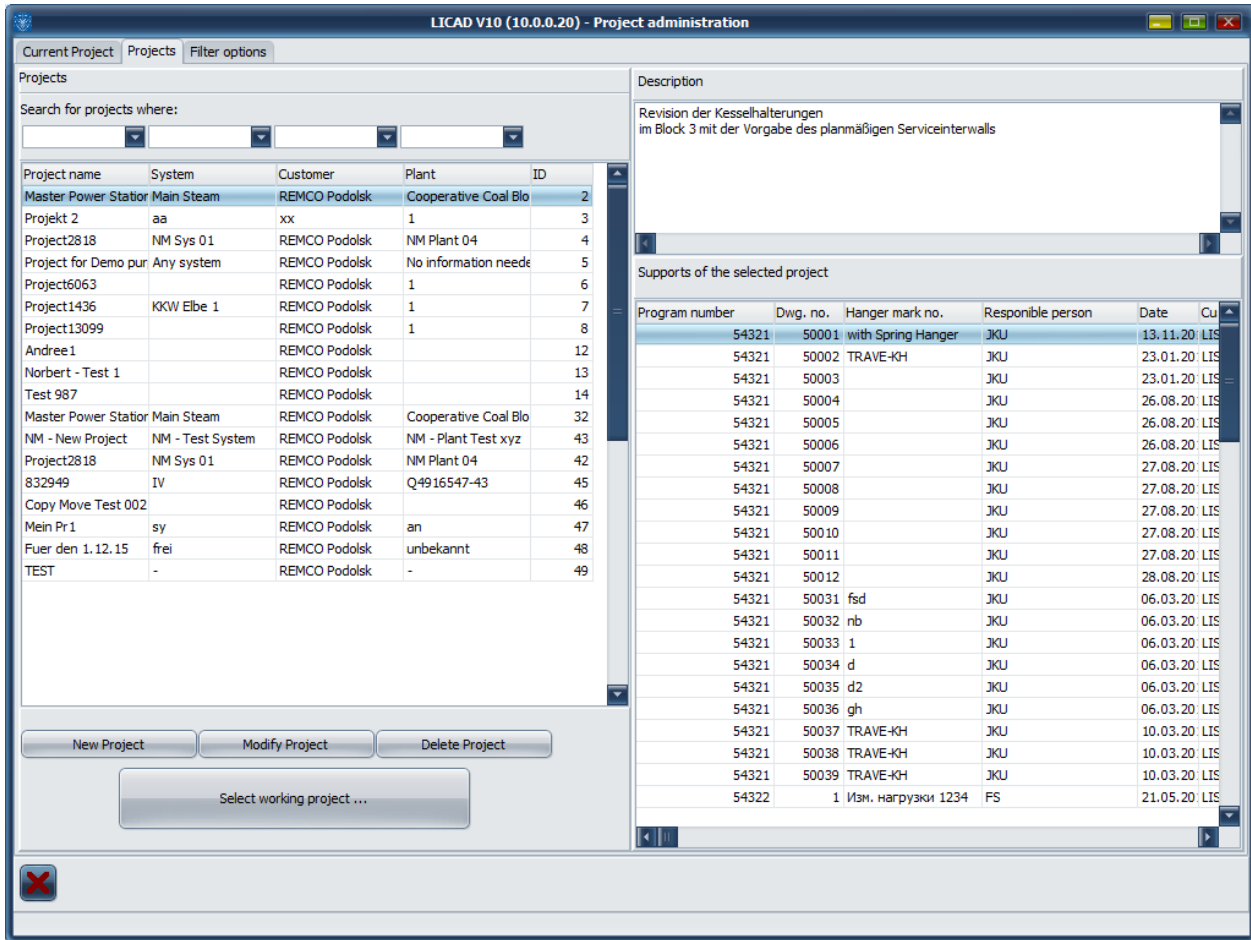 LICAD V10 (10.0.0.20) - Project administration
Current Project Projects Filter options
Projects
Search for projects where:
Project name System Customer Plant ID
Master Power Station Main Steam REMCO Podolsk Cooperative Coal Blo 2
Projekt 2 aa xx 1 3
Project2818 NM Sys 01 REMCO Podolsk NM Plant 04 4
Project for Demo pur Any system REMCO Podolsk No information neede 5
Project6063 REMCO Podolsk 1 6
Project1436 KKW Elbe 1 REMCO Podolsk 1 7
Project13099 REMCO Podolsk 1 8
Andree1 REMCO Podolsk 12
Norbert - Test 1 REMCO Podolsk 13
Test 987 REMCO Podolsk 14
Master Power Station Main Steam REMCO Podolsk Cooperative Coal Blo 32
NM - New Project NM - Test System REMCO Podolsk NM - Plant Test xyz 43
Project2818 NM Sys 01 REMCO Podolsk NM Plant 04 42
832949 IV REMCO Podolsk Q4916547-43 45
Copy Move Test 002 REMCO Podolsk 46
Mein Pr1 sy REMCO Podolsk an 47
Fuer den 1.12.15 frei REMCO Podolsk unbekannt 48
TEST - REMCO Podolsk - 49
New Project Modify Project Delete Project
Select working project ...
Description
Revision der Kesselhalterungen
im Block 3 mit der Vorgabe des planmäßigen Serviceinterwalls
Supports of the selected project
Program number Dwg. no. Hanger mark no. Responible person Date Cu
54321 50001 with Spring Hanger JKU 13.11.20 LIS
54321 50002 TRAVE-KH JKU 23.01.20 LIS
54321 50003 JKU 23.01.20 LIS
54321 50004 JKU 26.08.20 LIS
54321 50005 JKU 26.08.20 LIS
54321 50006 JKU 26.08.20 LIS
54321 50007 JKU 27.08.20 LIS
54321 50008 JKU 27.08.20 LIS
54321 50009 JKU 27.08.20 LIS
54321 50010 JKU 27.08.20 LIS
54321 50011 JKU 27.08.20 LIS
54321 50012 JKU 28.08.20 LIS
54321 50031 fsd JKU 06.03.20 LIS
54321 50032 nb JKU 06.03.20 LIS
54321 50033 1 JKU 06.03.20 LIS
54321 50034 d JKU 06.03.20 LIS
54321 50035 d2 JKU 06.03.20 LIS
54321 50036 gh JKU 06.03.20 LIS
54321 50037 TRAVE-KH JKU 10.03.20 LIS
54321 50038 TRAVE-KH JKU 10.03.20 LIS
54321 50039 TRAVE-KH JKU 10.03.20 LIS
54322 1 Изм. нагрузки 1234 FS 21.05.20 LIS